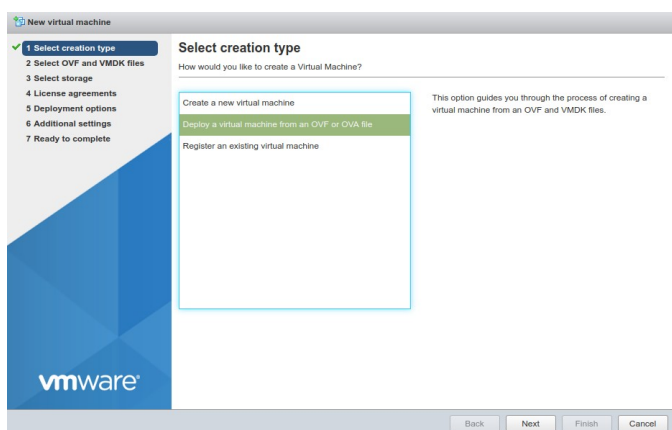 New virtual machine
1 Select creation type
2 Select OVF and VMDK files
3 Select storage
4 License agreements
5 Deployment options
6 Additional settings
7 Ready to complete
Select creation type
How would you like to create a Virtual Machine?
Create a new virtual machine
Deploy a virtual machine from an OVF or OVA file
Register an existing virtual machine
This option guides you through the process of creating a
virtual machine from an OVF and VMDK files.
vmware®
Back
Next
Finish
Cancel